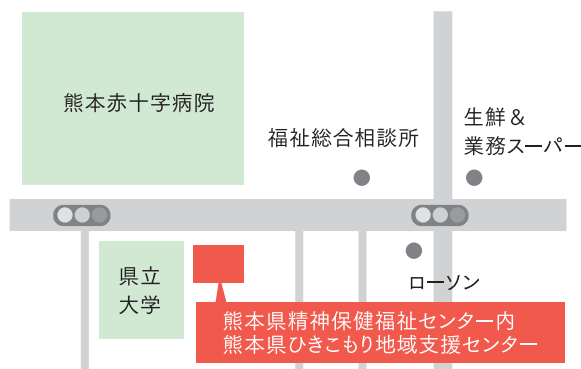 熊本赤十字病院
福祉総合相談所
生鮮＆
業務スーパー
県立
大学
ローソン
熊本県精神保健福祉センター内
熊本県ひきこもり地域支援センター